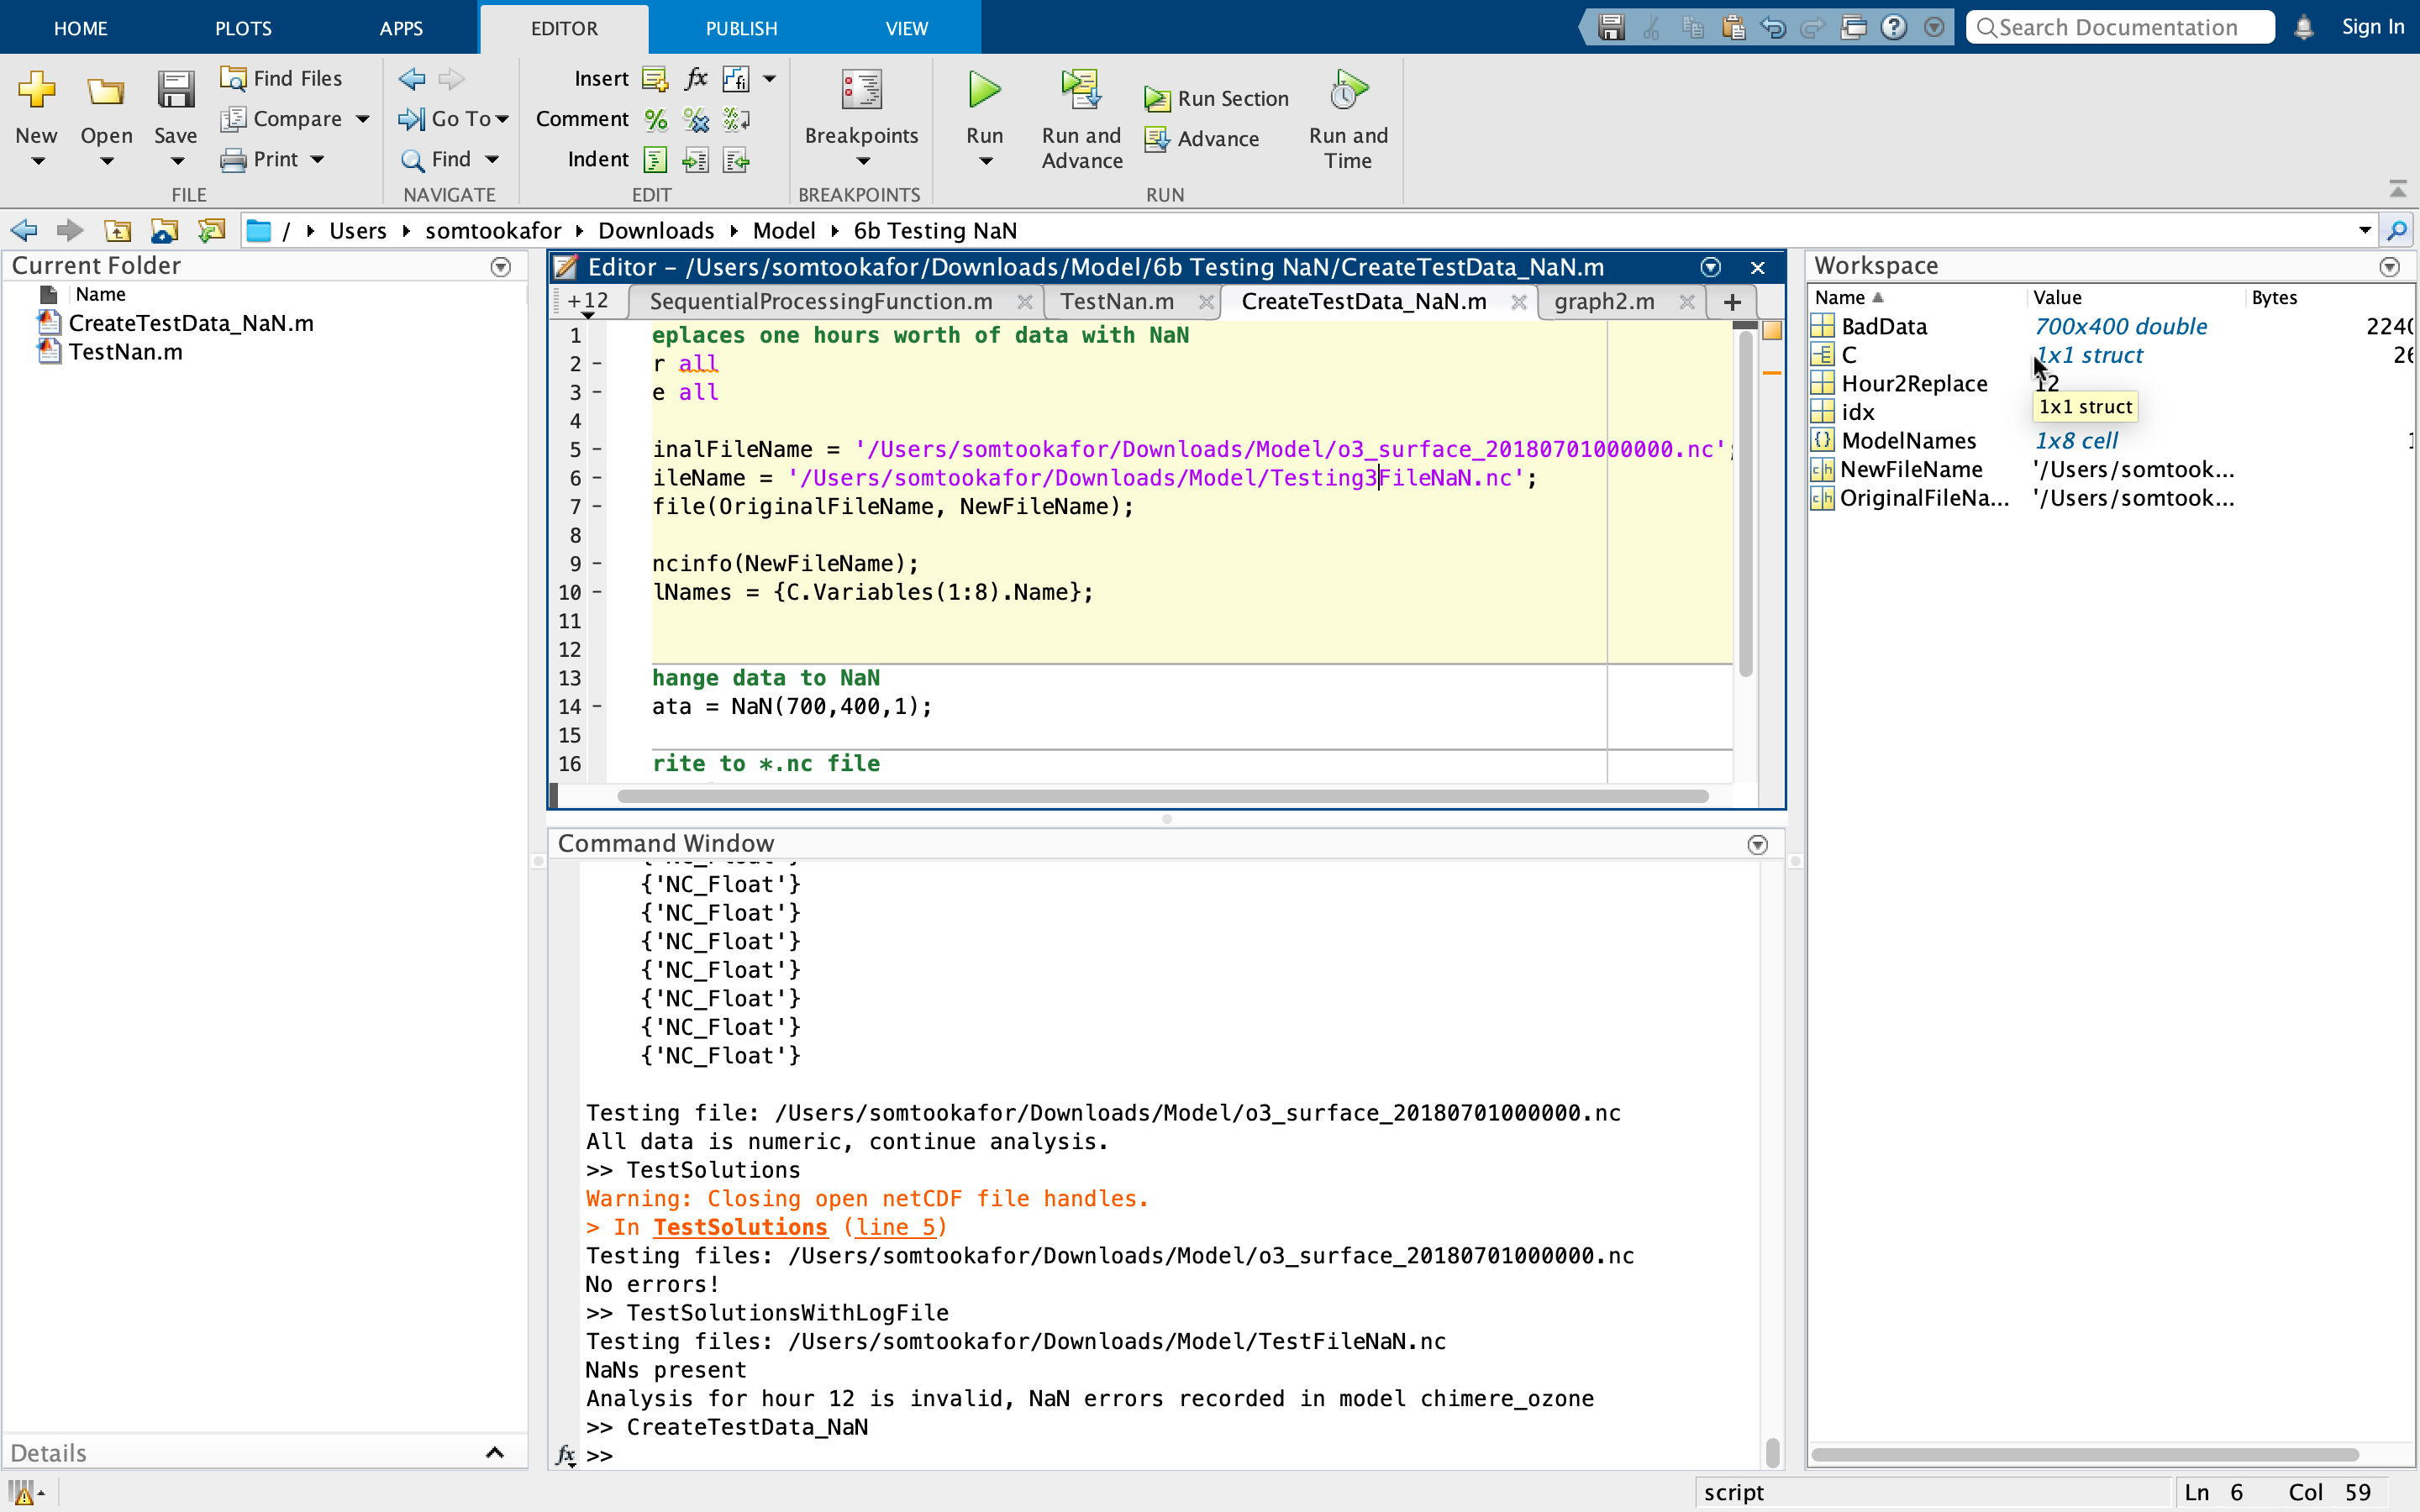 HOME PLOTS APPS EDITOR PUBLISH VIEW Search Documentation Sign In
New Open Save Find Files Compare Print
FILE
Go To Find
NAVIGATE
Insert fx fi
Comment
Indent
EDIT
Breakpoints
BREAKPOINTS
Run Run and Advance Run Section Advance Run and Time
RUN
/ Users somtookafor Downloads Model 6b Testing NaN
Current Folder
Name
CreateTestData_NaN.m
TestNan.m
Details
Editor – /Users/somtookafor/Downloads/Model/6b Testing NaN/CreateTestData_NaN.m
+12 SequentialProcessingFunction.m TestNan.m CreateTestData_NaN.m graph2.m +
1 eplaces one hours worth of data with NaN
2 – r all
3 – e all
4
5 – inalFileName = '/Users/somtookafor/Downloads/Model/o3_surface_20180701000000.nc';
6 – ileName = '/Users/somtookafor/Downloads/Model/Testing3FileNaN.nc';
7 – file(OriginalFileName, NewFileName);
8
9 – ncinfo(NewFileName);
10 – lNames = {C.Variables(1:8).Name};
11
12
13 hange data to NaN
14 – ata = NaN(700,400,1);
15
16 rite to *.nc file
Command Window
{'NC_Float'}
{'NC_Float'}
{'NC_Float'}
{'NC_Float'}
{'NC_Float'}
{'NC_Float'}
{'NC_Float'}
Testing file: /Users/somtookafor/Downloads/Model/o3_surface_20180701000000.nc
All data is numeric, continue analysis.
>> TestSolutions
Warning: Closing open netCDF file handles.
> In TestSolutions (line 5)
Testing files: /Users/somtookafor/Downloads/Model/o3_surface_20180701000000.nc
No errors!
>> TestSolutionsWithLogFile
Testing files: /Users/somtookafor/Downloads/Model/TestFileNaN.nc
NaNs present
Analysis for hour 12 is invalid, NaN errors recorded in model chimere_ozone
>> CreateTestData_NaN
fx >>
Workspace
Name Value Bytes
BadData 700x400 double 2240
C 1x1 struct 26
Hour2Replace 12
idx
1x1 struct
ModelNames 1x8 cell 1
NewFileName '/Users/somtook...
OriginalFileNa... '/Users/somtook...
script Ln 6 Col 59